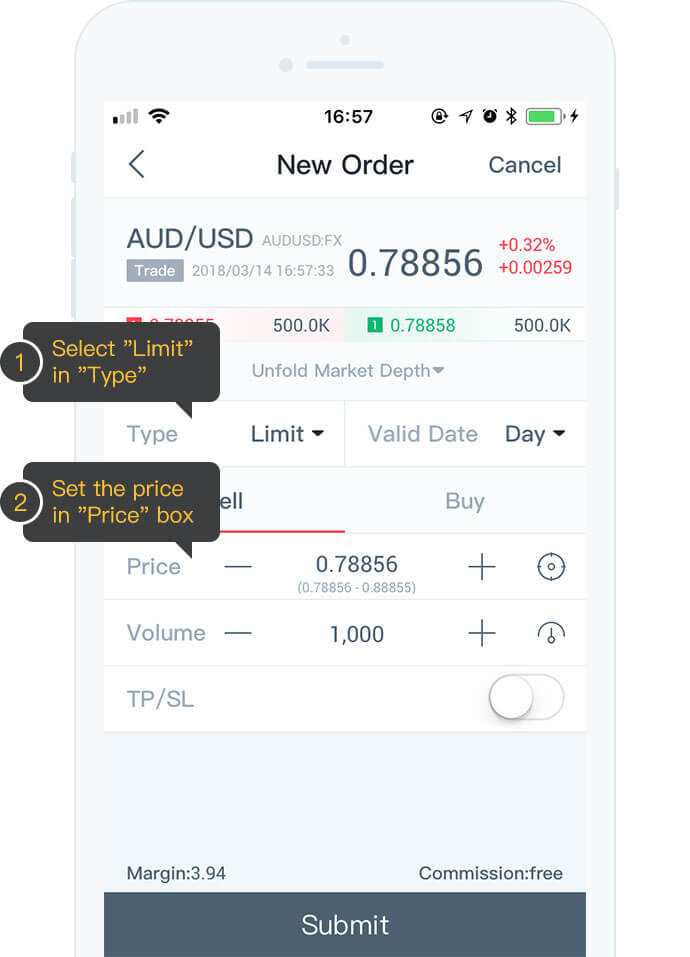 16:57
New Order
Cancel
AUD/USD AUDUSD:FX
0.78856
+0.32%
Trade 2018/03/14 16:57:33
+0.00259
500.0K
1 0.78858
500.0K
1
Select "Limit"
in "Type"
Unfold Market Depth
Type
Limit
Valid Date
Day
2
Set the price
in "Price" box
Buy
Price
0.78856
(0.78856 - 0.88855)
Volume
1,000
TP/SL
Margin:3.94
Commission:free
Submit